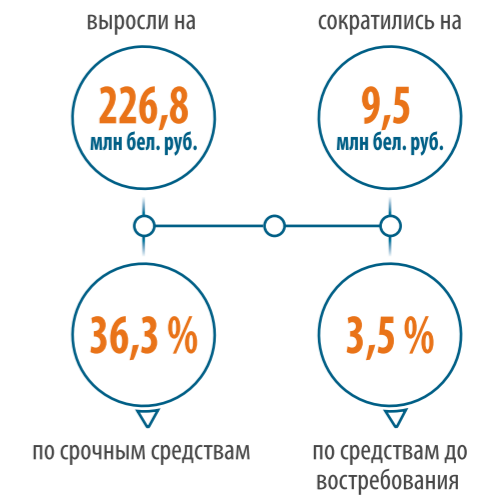 выросли на
сократились на
226,8
млн бел. руб.
9,5
млн бел. руб.
36,3 %
3,5 %
по срочным средствам
по средствам до
востребования